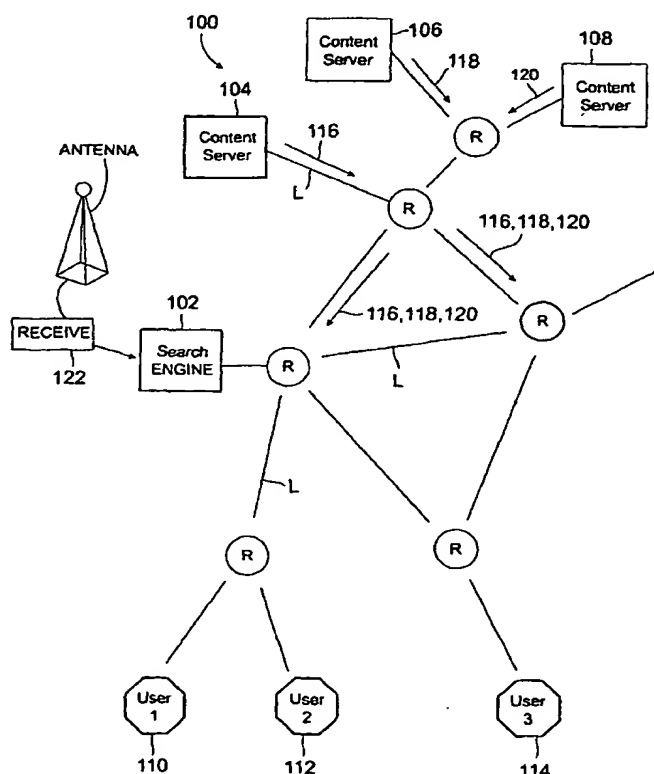 100
106
Content
Server
118
108
Content
Server
120
R
104
Content
Server
116
L
R
ANTENNA
116,118,120
116,118,120
R
RECEIVE
122
102
Search
ENGINE
R
L
L
R
R
User
1
110
User
2
112
User
3
114